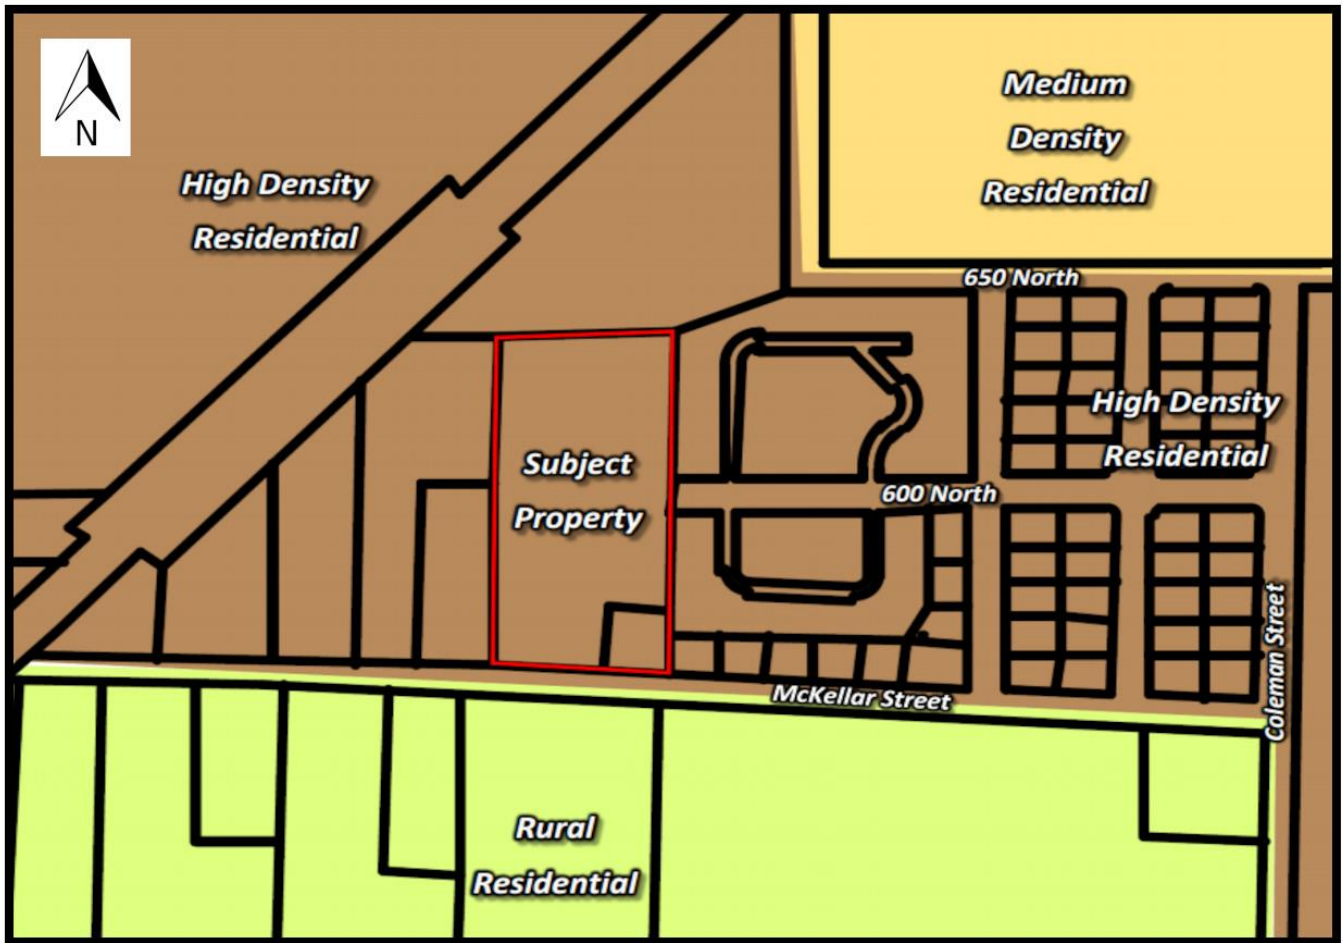 N
High Density
Residential
Medium
Density
Residential
650 North
High Density
Residential
Subject
Property
600 North
Coleman Street
McKellar Street
Rural
Residential